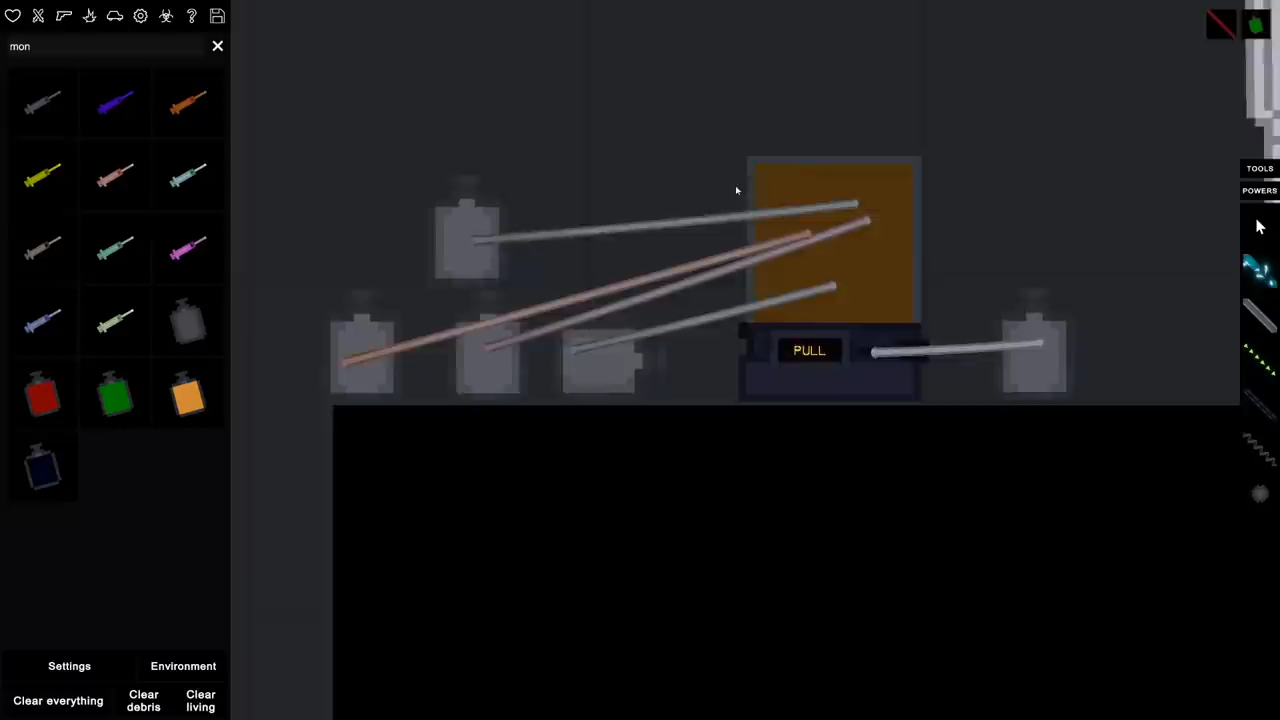 mon
TOOLS
POWERS
PULL
Settings
Environment
Clear everything
Clear debris
Clear living